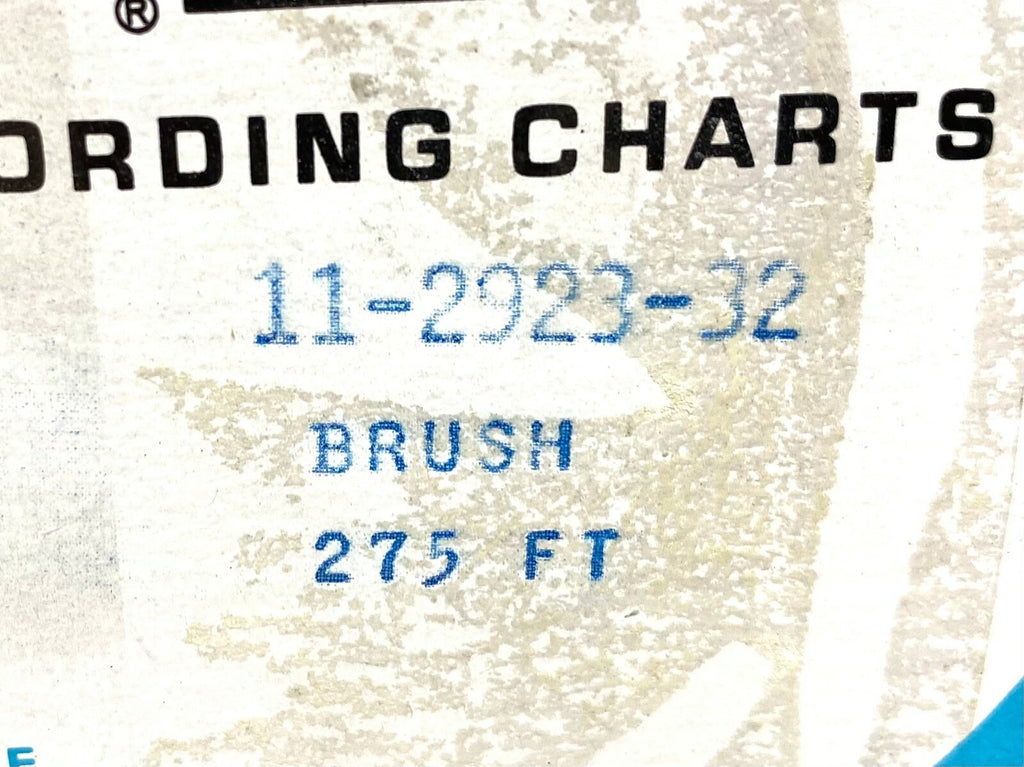 ®
ORDING CHARTS
11-2923-32
BRUSH
275 FT
E